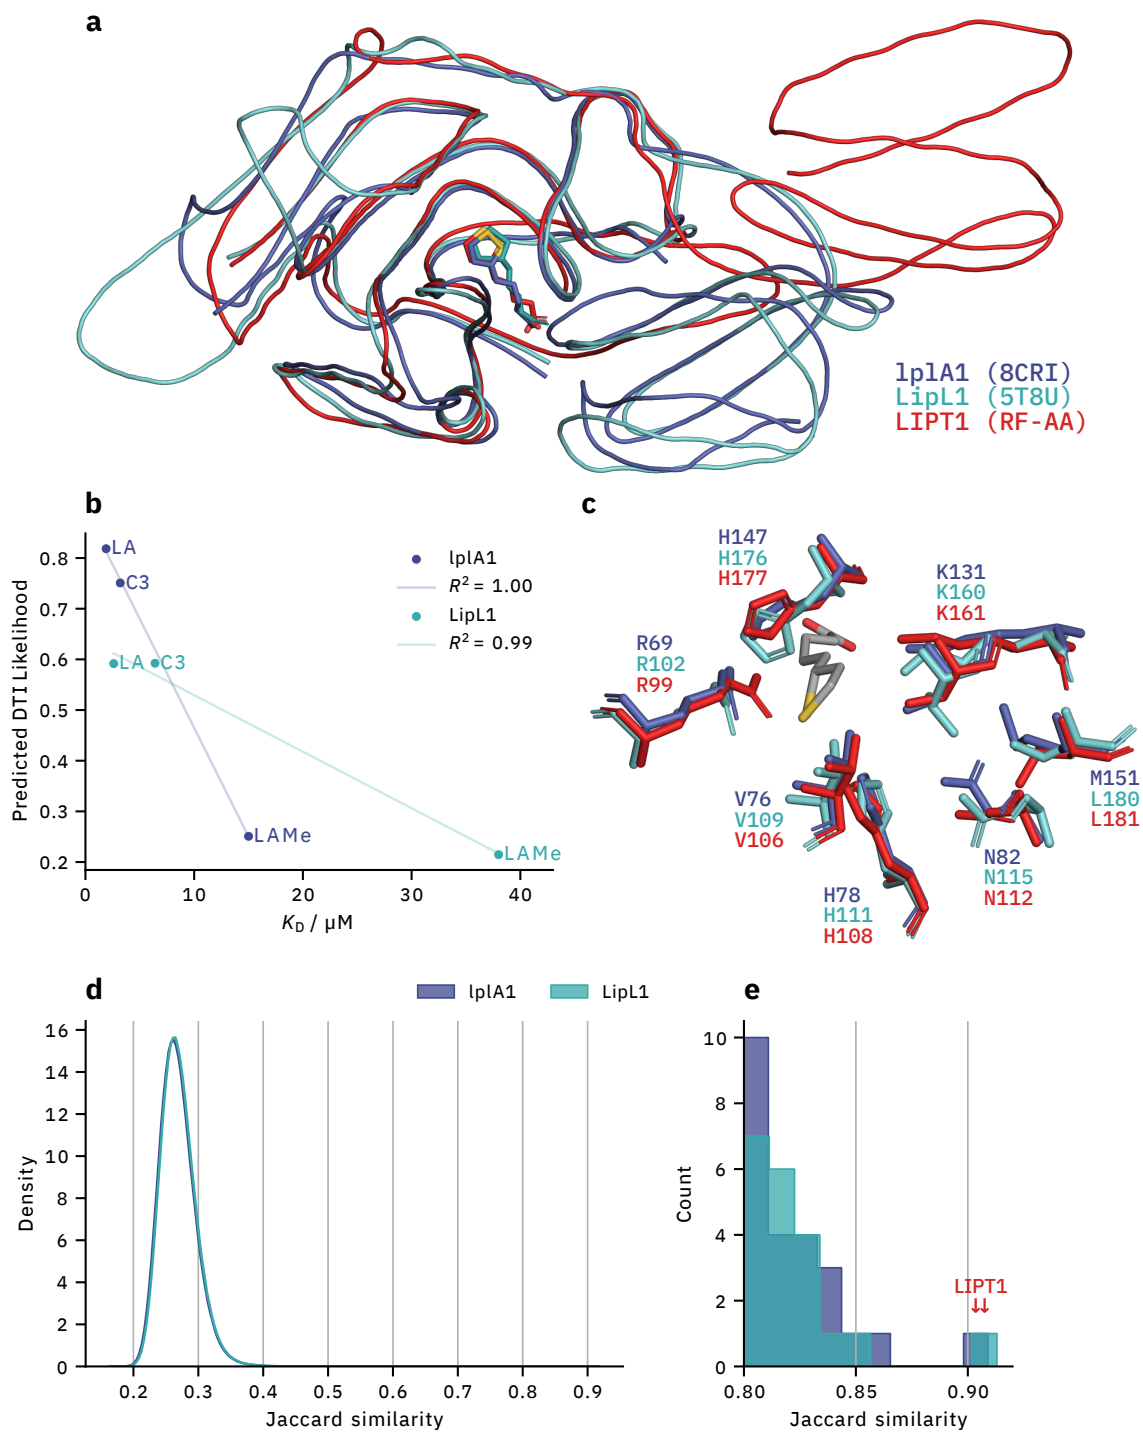 a
lplA1 (8CRI)
LipL1 (5T8U)
LIPT1 (RF-AA)
b
Predicted DTI Likelihood
0.8
0.7
0.6
0.5
0.4
0.3
0.2
LA
C3
LA
C3
LAMe
LAMe
lplA1
R² = 1.00
LipL1
R² = 0.99
0
10
20
30
40
K_D / µM
c
H147
H176
H177
K131
K160
K161
R69
R102
R99
V76
V109
V106
M151
L180
L181
N82
N115
N112
H78
H111
H108
d
lplA1
LipL1
Density
16
14
12
10
8
6
4
2
0
0.2
0.3
0.4
0.5
0.6
0.7
0.8
0.9
Jaccard similarity
e
Count
10
8
6
4
2
0
LIPT1
↓↓
0.80
0.85
0.90
Jaccard similarity